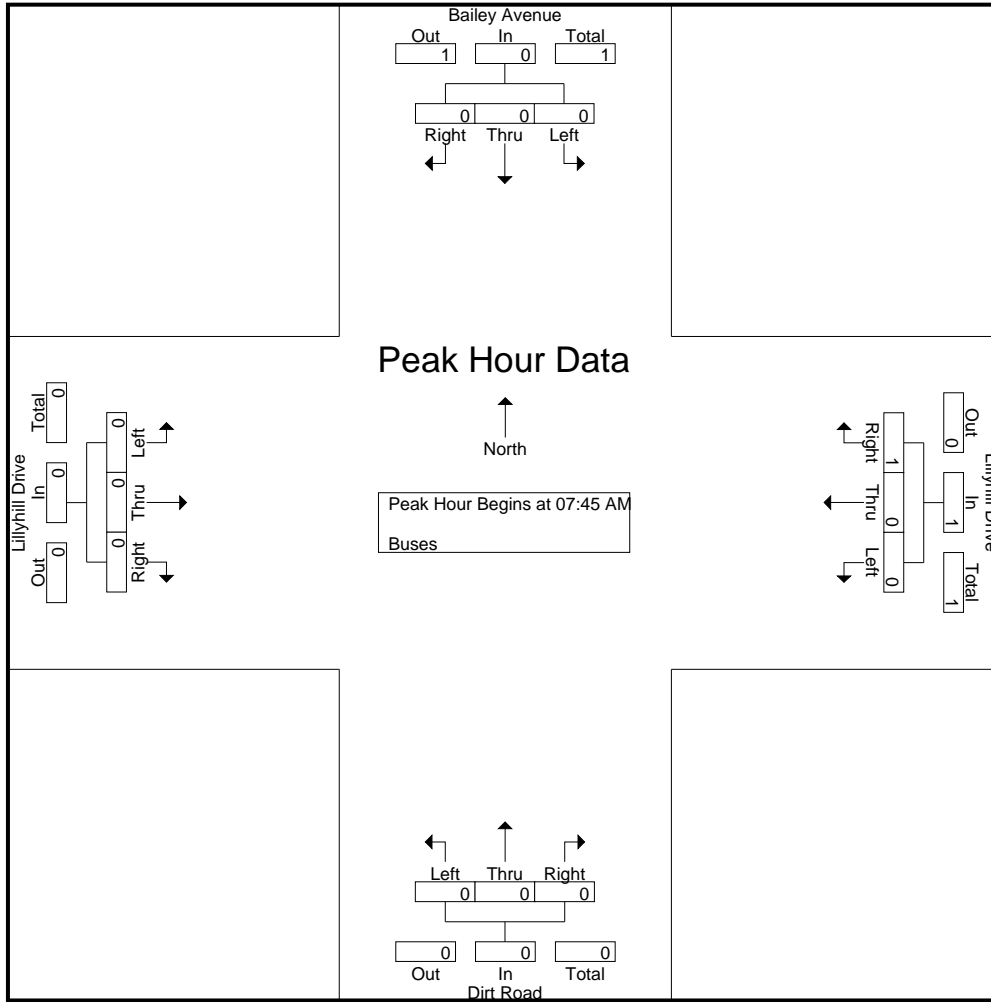 Bailey Avenue
Out In Total
1 0 1
0 0 0
Right Thru Left
Peak Hour Data
North
Peak Hour Begins at 07:45 AM
Buses
Lillyhill Drive
Total In Out
0 0 0
0 0 0
Left Thru Right
Lillyhill Drive
Out In Total
0 1 1
Right Thru Left
1 0 0
Left Thru Right
0 0 0
0 0 0
Out In Total
Dirt Road